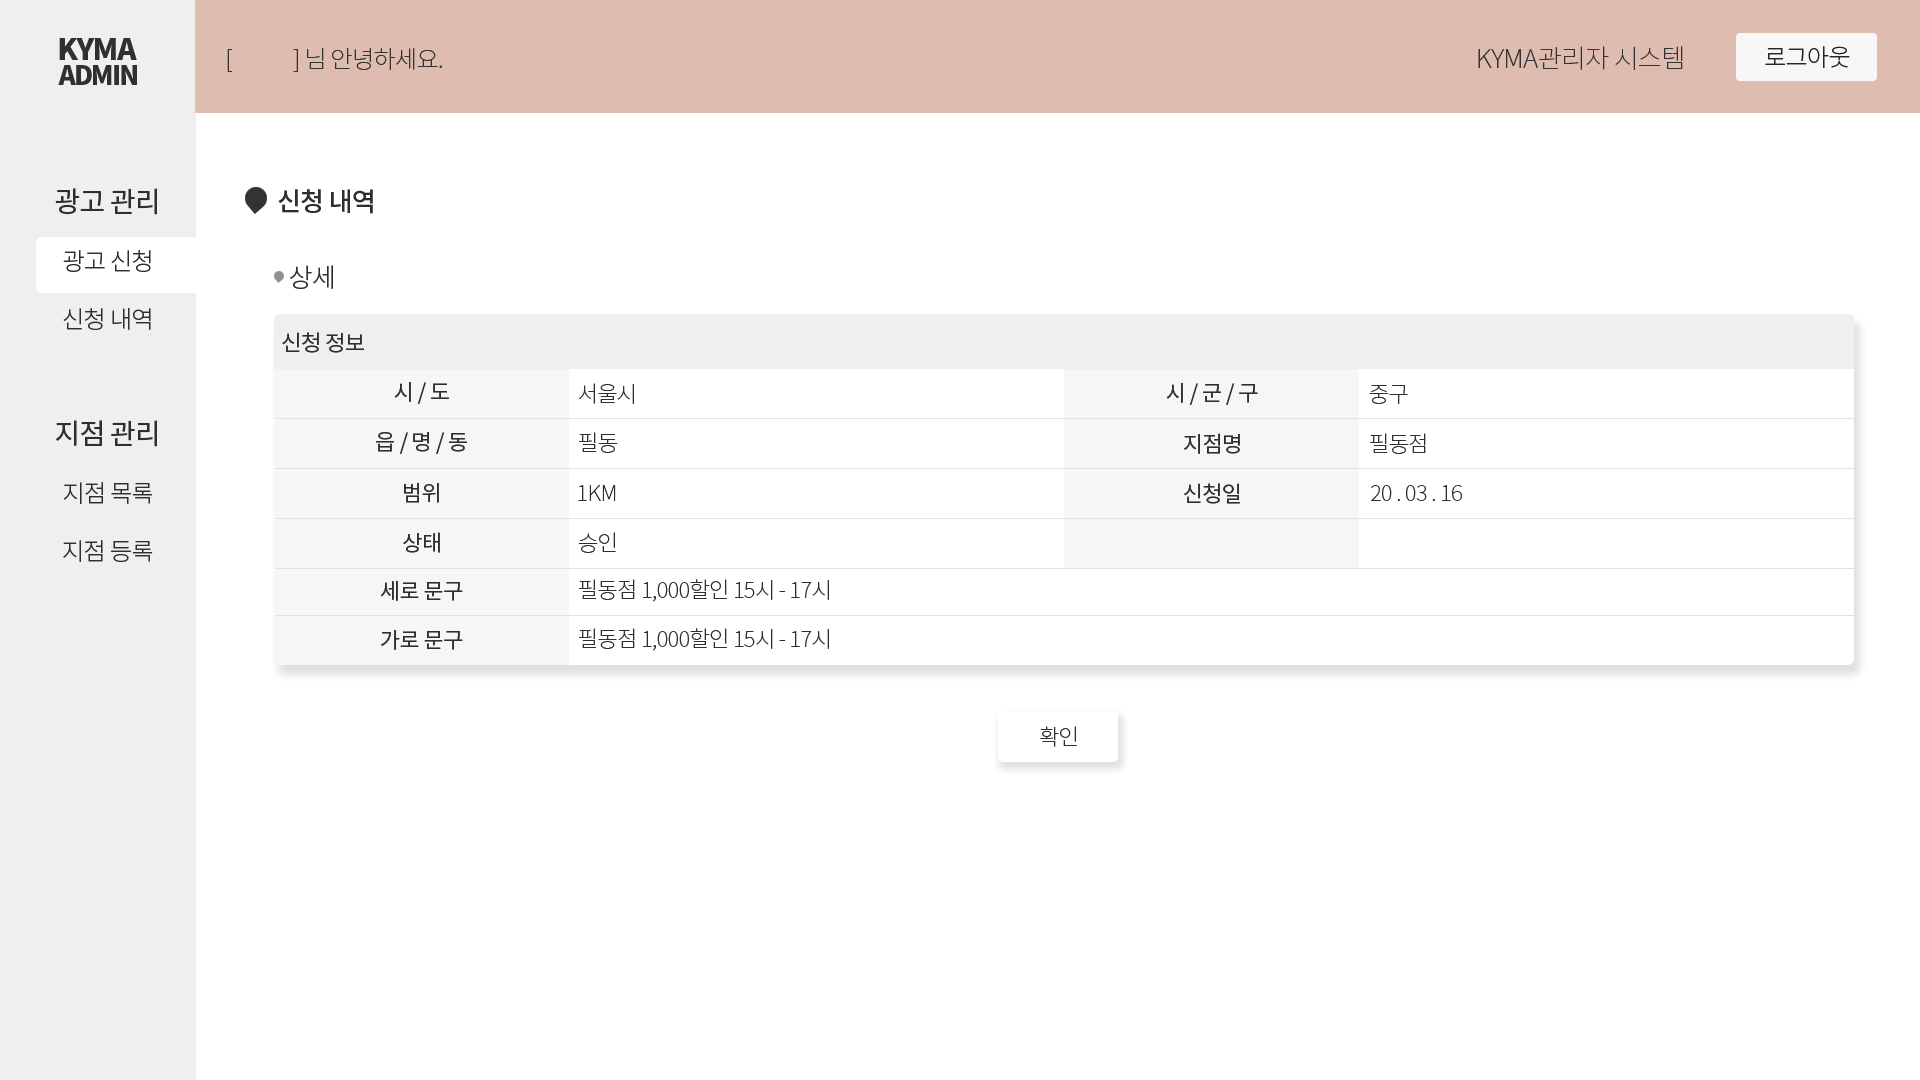 KYMA
ADMIN
[ ] 님 안녕하세요.
KYMA관리자 시스템
로그아웃
광고 관리
광고 신청
신청 내역
지점 관리
지점 목록
지점 등록
신청 내역
상세
신청 정보
시 / 도
서울시
시 / 군 / 구
중구
읍 / 명 / 동
필동
지점명
필동점
범위
1KM
신청일
20 . 03 . 16
상태
승인
세로 문구
필동점 1,000할인 15시 - 17시
가로 문구
필동점 1,000할인 15시 - 17시
확인